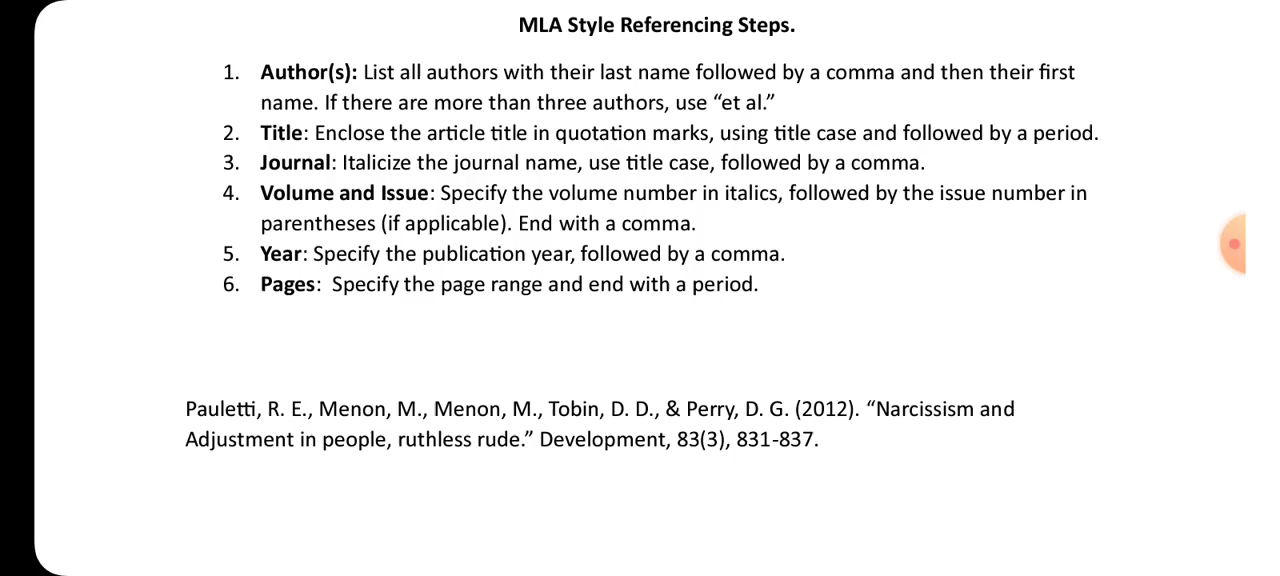 MLA Style Referencing Steps.
1. Author(s): List all authors with their last name followed by a comma and then their first
name. If there are more than three authors, use “et al.”
2. Title: Enclose the article title in quotation marks, using title case and followed by a period.
3. Journal: Italicize the journal name, use title case, followed by a comma.
4. Volume and Issue: Specify the volume number in italics, followed by the issue number in
parentheses (if applicable). End with a comma.
5. Year: Specify the publication year, followed by a comma.
6. Pages: Specify the page range and end with a period.
Pauletti, R. E., Menon, M., Menon, M., Tobin, D. D., & Perry, D. G. (2012). “Narcissism and
Adjustment in people, ruthless rude.” Development, 83(3), 831-837.